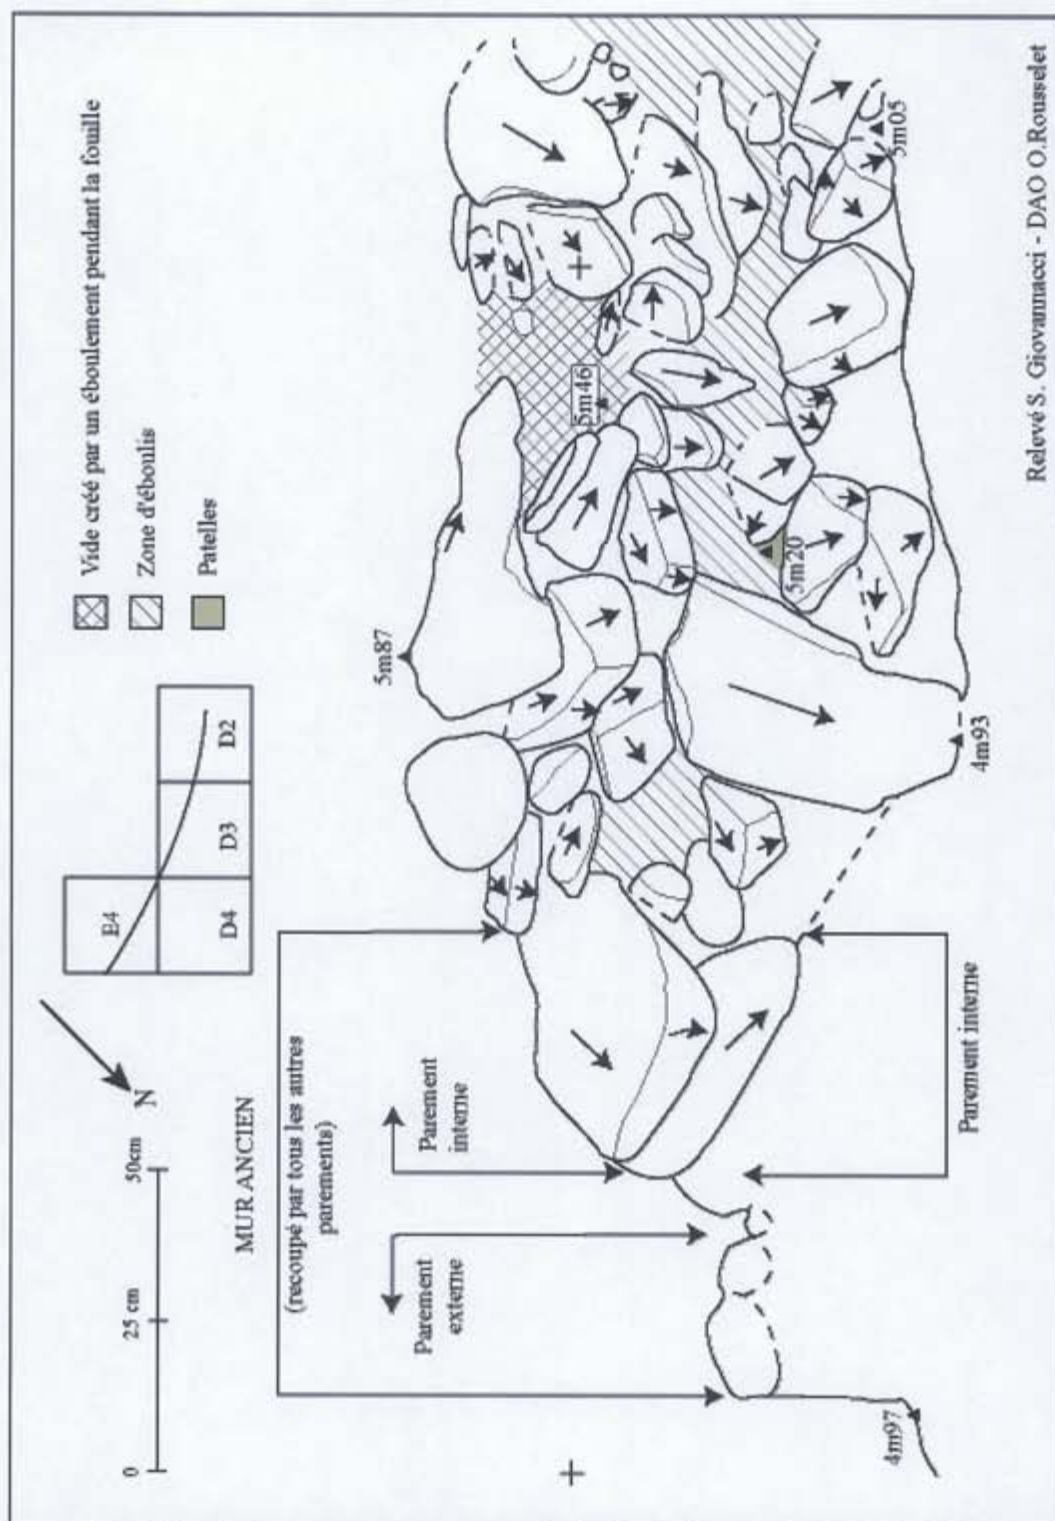 Vide créé par un éboulement pendant la fouille
Zone d'éboulis
Patelles
E4
D4
D3
D2
N
0
25 cm
50cm
MUR ANCIEN
(recoupé par tous les autres
parements)
Parement
externe
Parement
interne
Parement interne
5m87
5m46
5m20
5m05
4m93
4m97
Relevé S. Giovannacci - DAO O.Rousselet